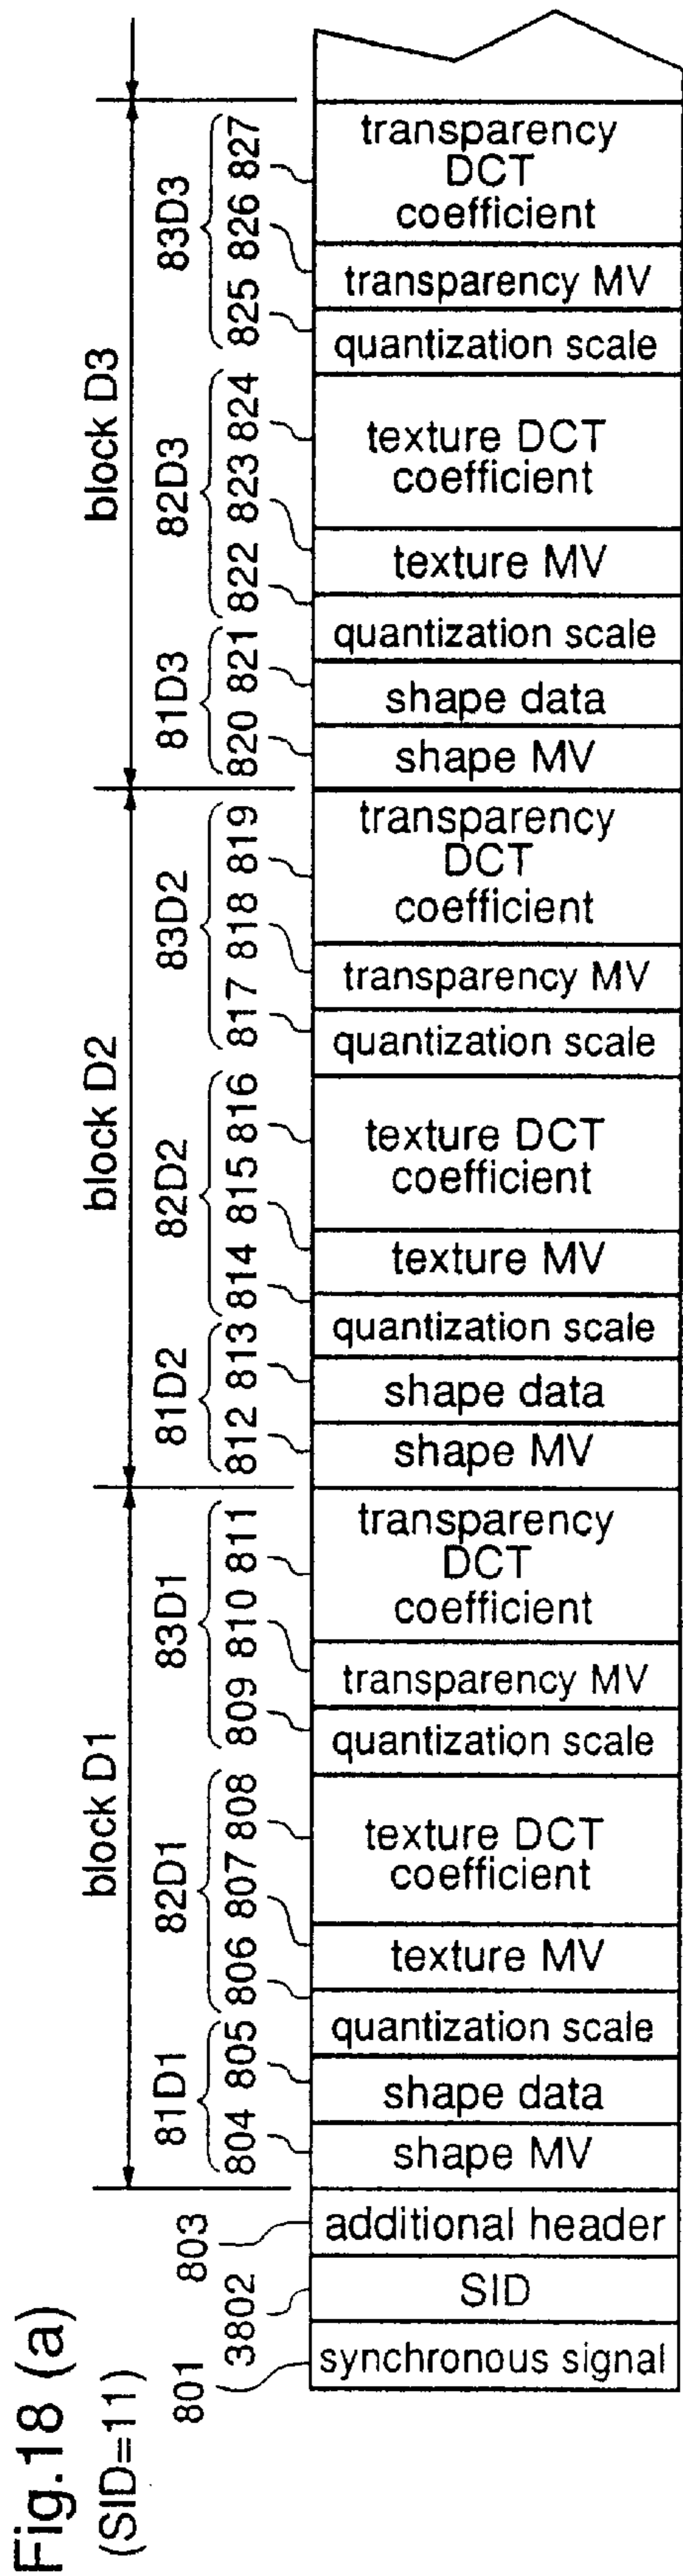 Fig.18 (a)
(SID=11)
block D1
block D2
block D3
81D1
82D1
83D1
81D2
82D2
83D2
81D3
82D3
83D3
801
3802
803
804
805
806
807
808
809
810
811
812
813
814
815
816
817
818
819
820
821
822
823
824
825
826
827
transparency
DCT
coefficient
transparency MV
quantization scale
texture DCT
coefficient
texture MV
quantization scale
shape data
shape MV
transparency
DCT
coefficient
transparency MV
quantization scale
texture DCT
coefficient
texture MV
quantization scale
shape data
shape MV
transparency
DCT
coefficient
transparency MV
quantization scale
texture DCT
coefficient
texture MV
quantization scale
shape data
shape MV
additional header
SID
synchronous signal